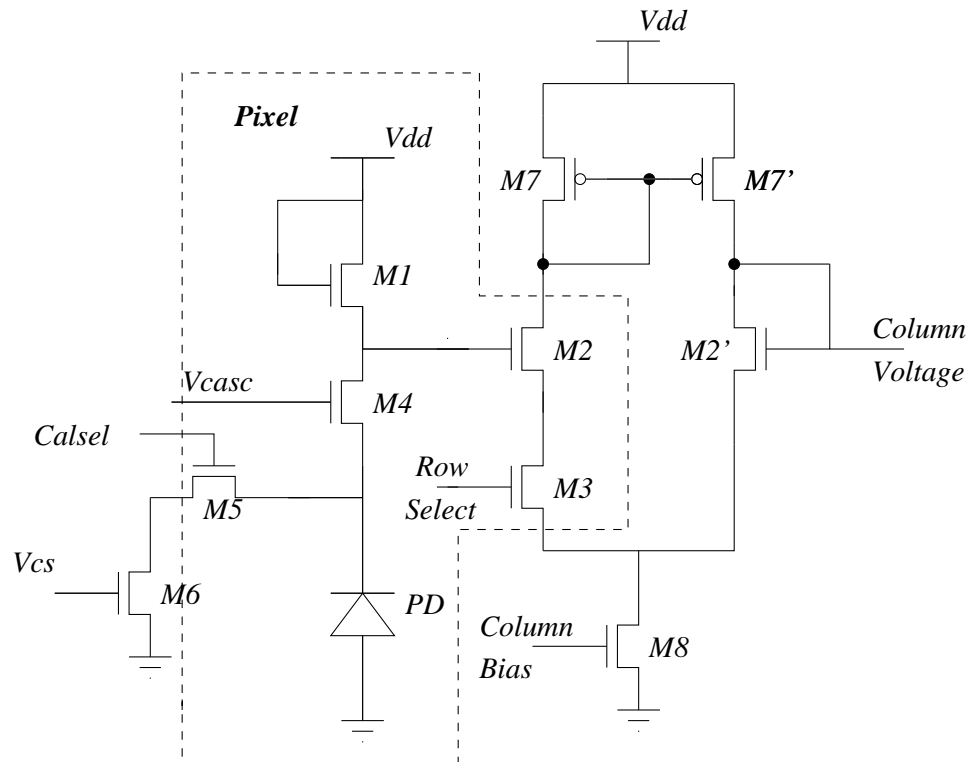 Vdd
Pixel
Vdd
M7
M7’
M1
Column
Voltage
M2
M2’
Vcasc
M4
Calsel
Row
Select
M3
M5
Vcs
M6
PD
Column
Bias
M8